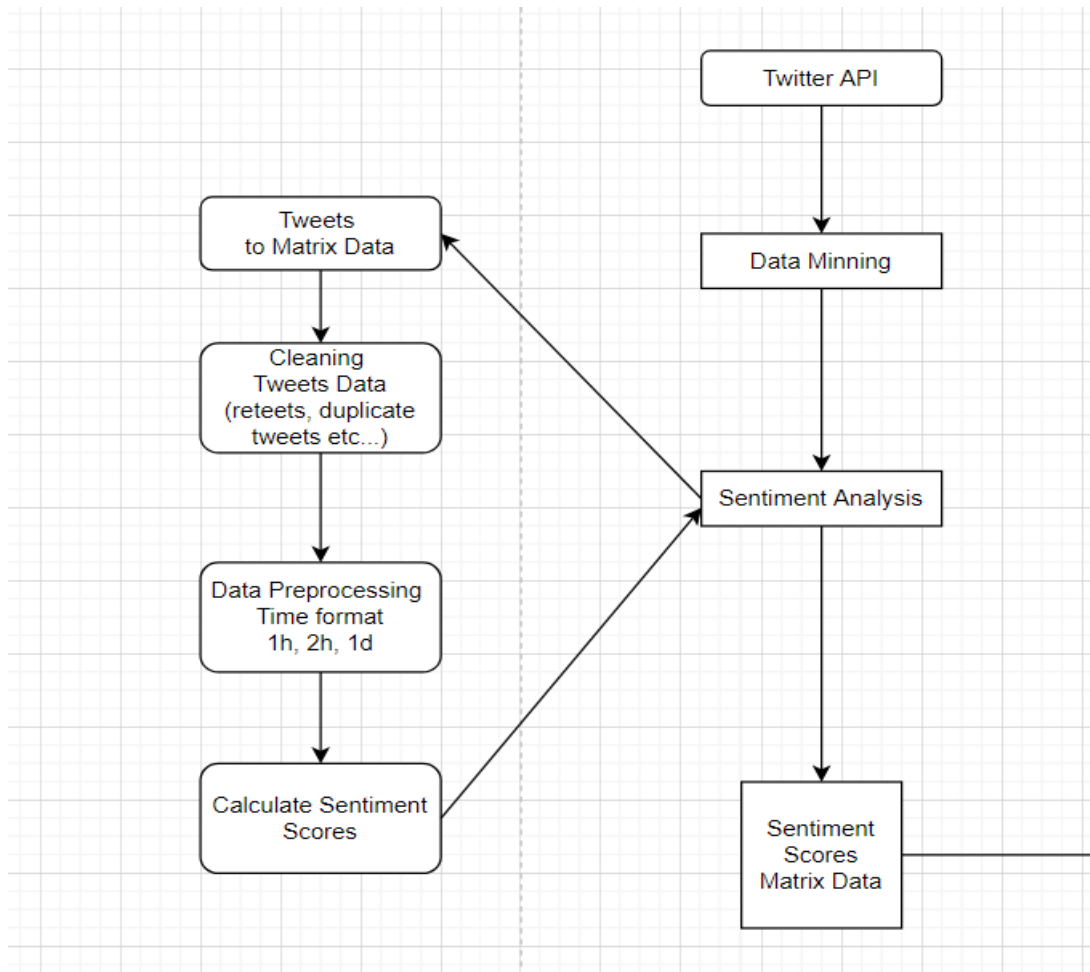 Twitter API
Data Minning
Sentiment Analysis
Tweets
to Matrix Data
Cleaning
Tweets Data
(reteets, duplicate
tweets etc...)
Data Preprocessing
Time format
1h, 2h, 1d
Calculate Sentiment
Scores
Sentiment
Scores
Matrix Data